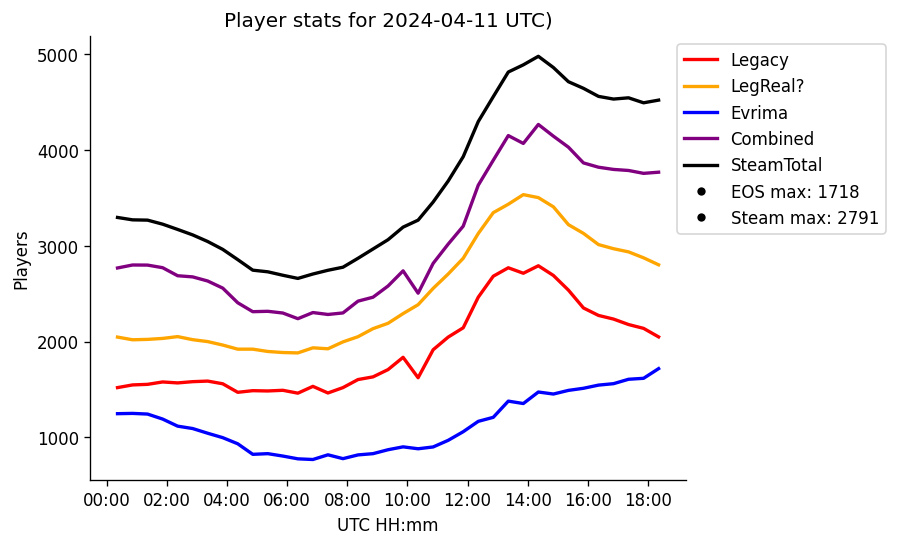 Player stats for 2024-04-11 UTC)
Legacy
LegReal?
Evrima
Combined
SteamTotal
EOS max: 1718
Steam max: 2791
Players
5000
4000
3000
2000
1000
00:00 02:00 04:00 06:00 08:00 10:00 12:00 14:00 16:00 18:00
UTC HH:mm